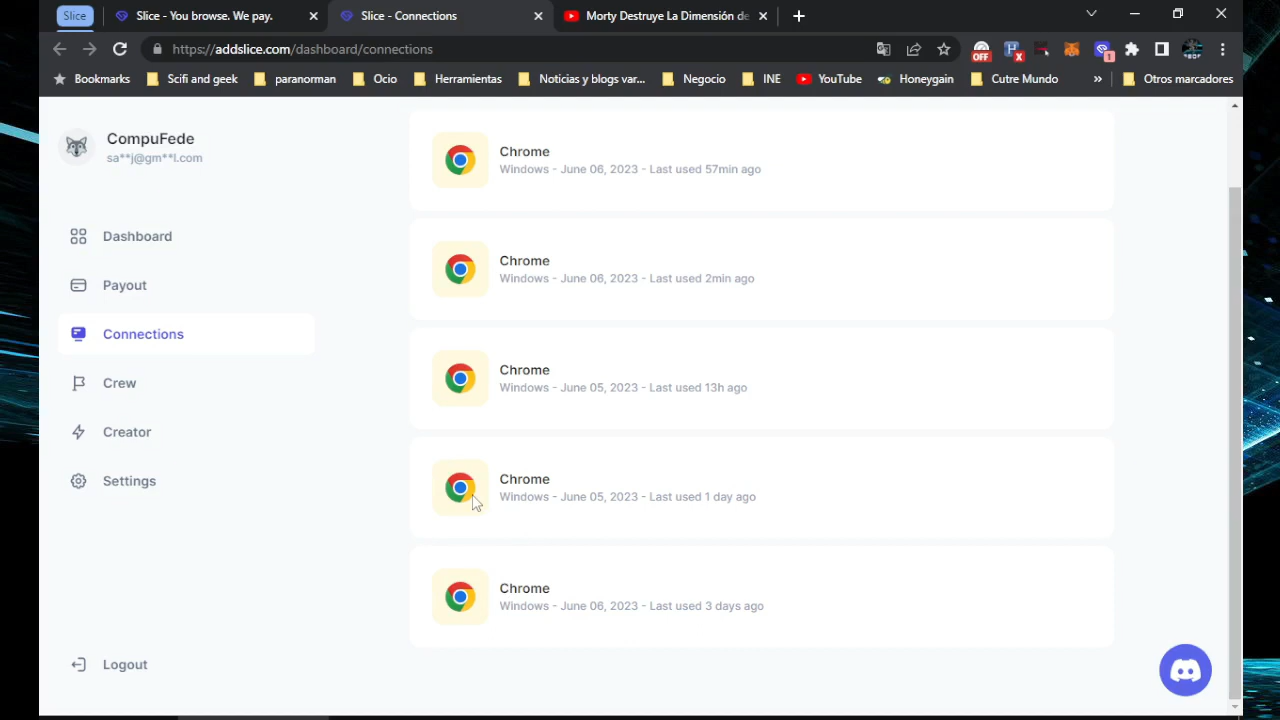 Slice
Slice - You browse. We pay.
Slice - Connections
Morty Destruye La Dimensión de
https://addslice.com/dashboard/connections
OFF
1
Bookmarks
Scifi and geek
paranorman
Ocio
Herramientas
Noticias y blogs var...
Negocio
INE
YouTube
Honeygain
Cutre Mundo
»
Otros marcadores
CompuFede
sa**j@gm**l.com
Dashboard
Payout
Connections
Crew
Creator
Settings
Logout
Chrome
Windows - June 06, 2023 - Last used 57min ago
Chrome
Windows - June 06, 2023 - Last used 2min ago
Chrome
Windows - June 05, 2023 - Last used 13h ago
Chrome
Windows - June 05, 2023 - Last used 1 day ago
Chrome
Windows - June 06, 2023 - Last used 3 days ago